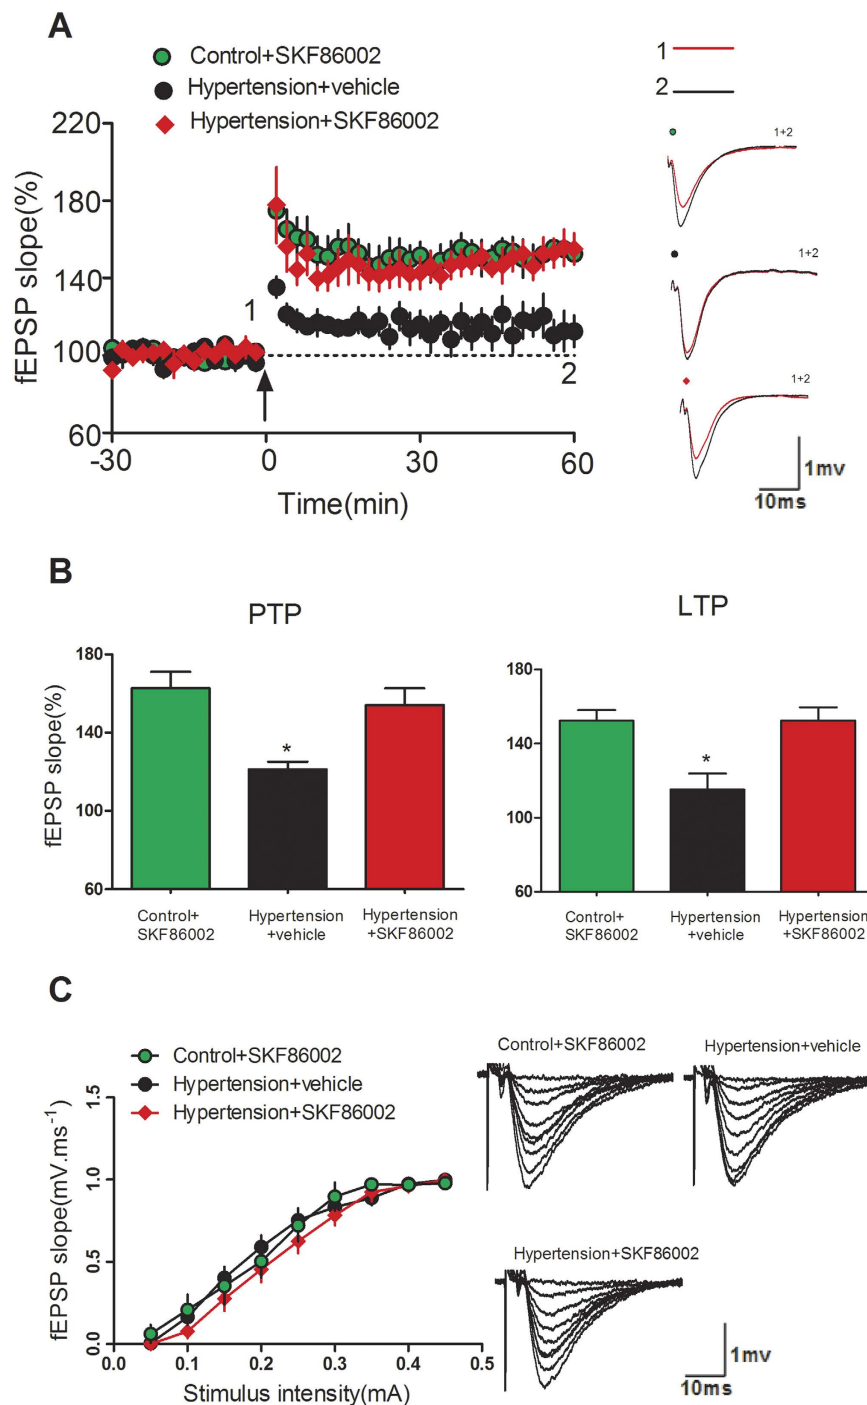 A
Control+SKF86002
Hypertension+vehicle
Hypertension+SKF86002
fEPSP slope(%)
220
180
140
100
60
1
2
-30
0
30
60
Time(min)
1
2
1+2
1+2
1+2
1mv
10ms
B
PTP
fEPSP slope(%)
180
140
100
60
*
Control+
SKF86002
Hypertension
+vehicle
Hypertension
+SKF86002
LTP
180
140
100
60
*
Control+
SKF86002
Hypertension
+vehicle
Hypertension
+SKF86002
C
Control+SKF86002
Hypertension+vehicle
Hypertension+SKF86002
fEPSP slope(mV.ms-1)
1.5
1.0
0.5
0.0
0.0
0.1
0.2
0.3
0.4
0.5
Stimulus intensity(mA)
Control+SKF86002
Hypertension+vehicle
Hypertension+SKF86002
1mv
10ms